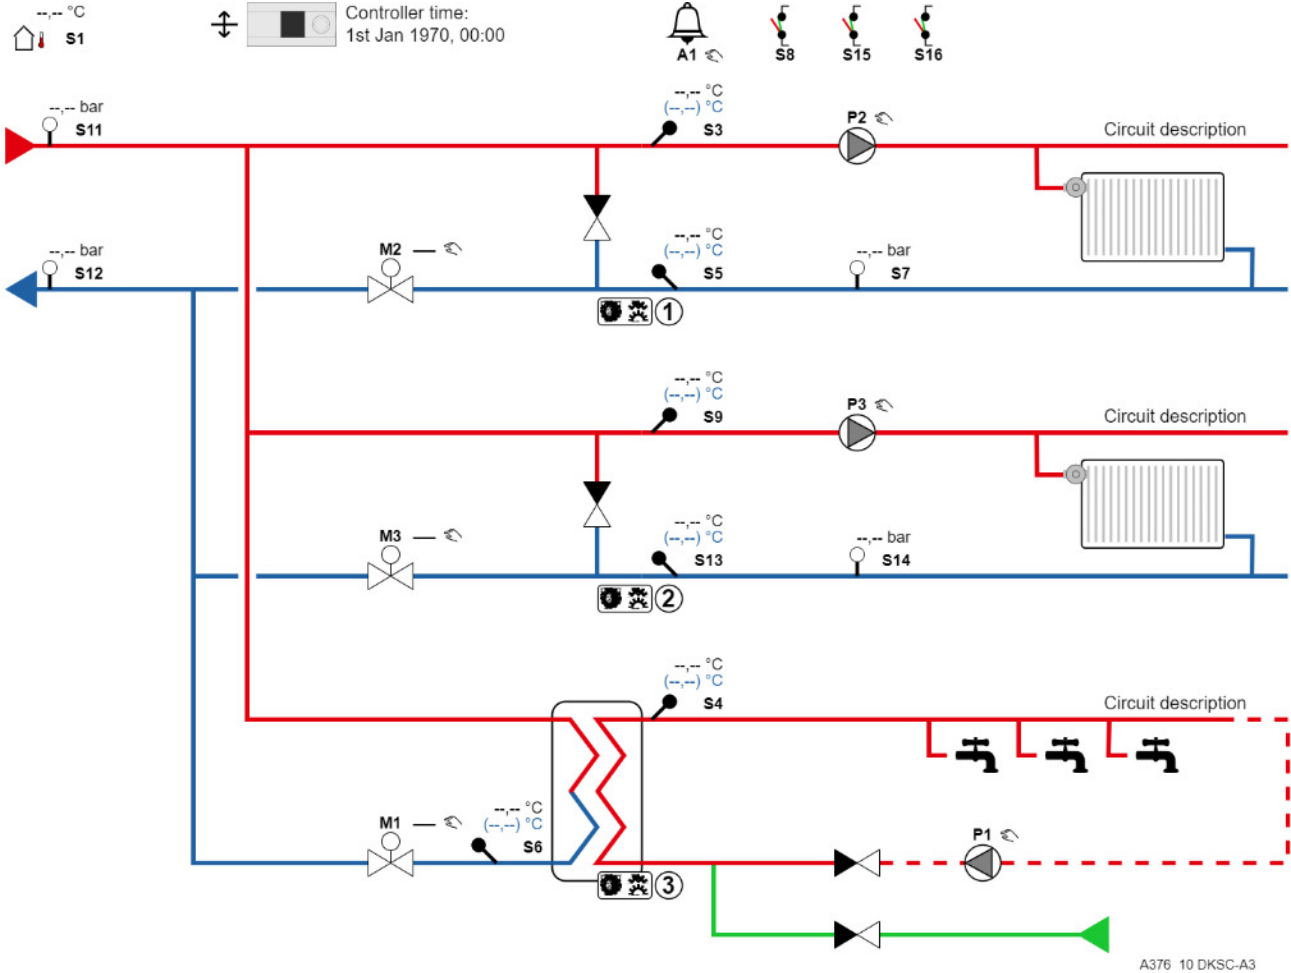 --,-- °C
S1
Controller time:
1st Jan 1970, 00:00
A1
S8
S15
S16
--,-- bar
S11
--,-- °C
(--,--) °C
S3
P2
Circuit description
--,-- bar
S12
M2
--,-- °C
(--,--) °C
S5
--,-- bar
S7
1
--,-- °C
(--,--) °C
S9
P3
Circuit description
M3
--,-- °C
(--,--) °C
S13
--,-- bar
S14
2
--,-- °C
(--,--) °C
S4
Circuit description
M1
--,-- °C
(--,--) °C
S6
P1
3
A376_10 DKSC-A3